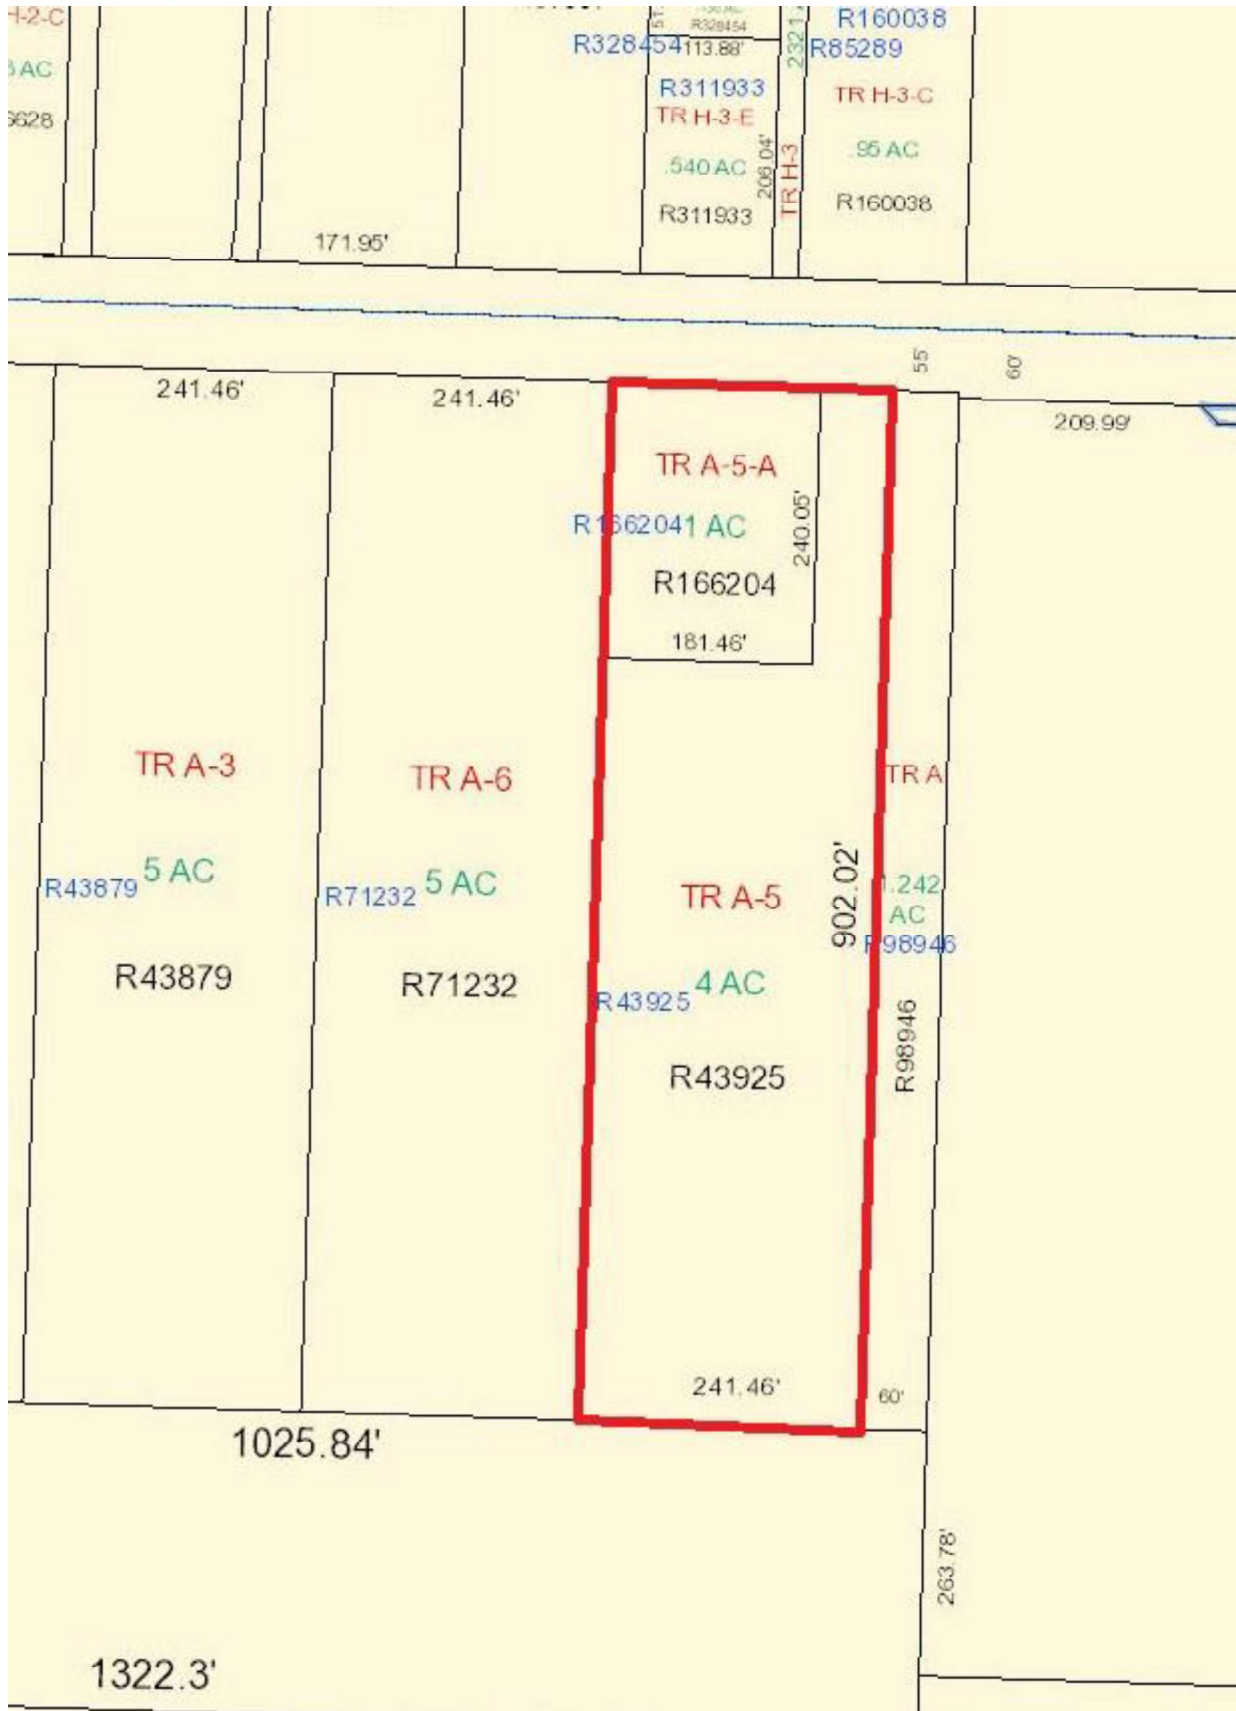 H-2-C
AC
6628
171.95'
R328454
R328454
113.88'
R311933
TR H-3-E
.540 AC
R311933
206.04'
TR H-3
2321
R160038
R85289
TR H-3-C
.95 AC
R160038
55'
60'
209.99'
241.46'
241.46'
TR A-5-A
R166204
1 AC
R166204
240.05'
181.46'
TR A-3
5 AC
R43879
R43879
TR A-6
5 AC
R71232
R71232
TR A-5
4 AC
R43925
R43925
902.02'
TR A
1.242
AC
R98946
R98946
241.46'
60'
1025.84'
263.78'
1322.3'